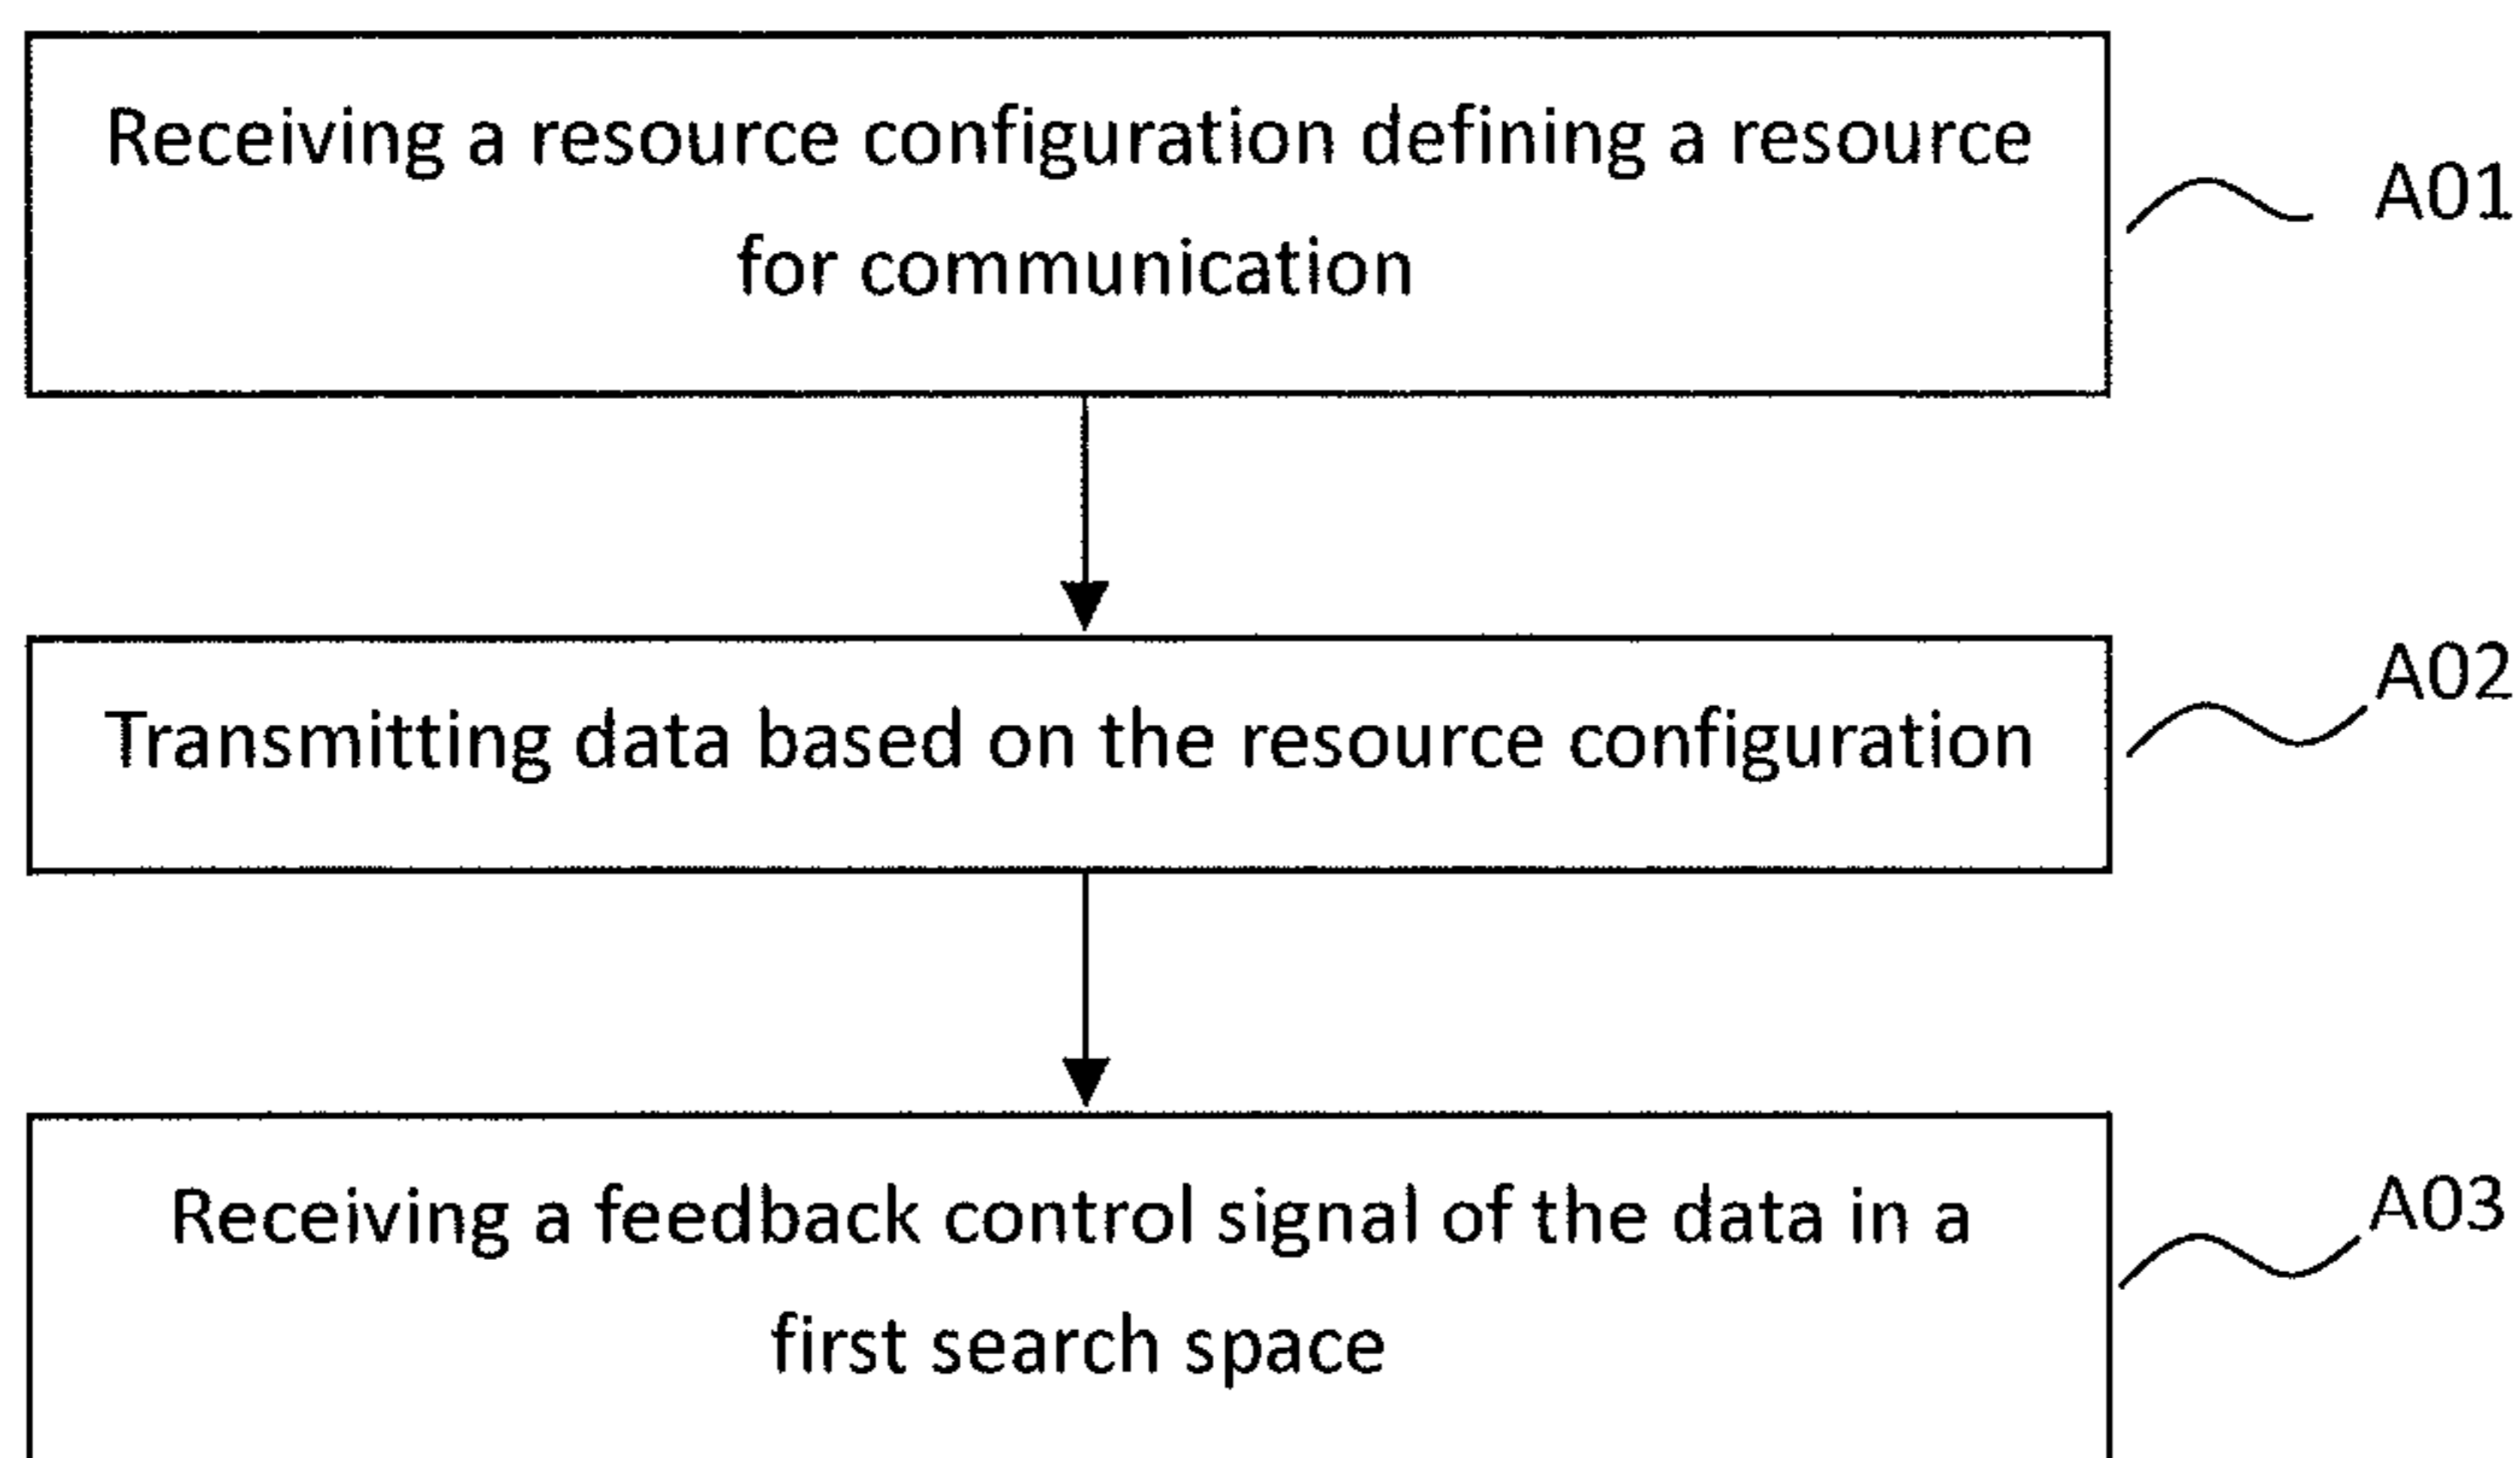 Receiving a resource configuration defining a resource
for communication
A01
Transmitting data based on the resource configuration
A02
Receiving a feedback control signal of the data in a
first search space
A03